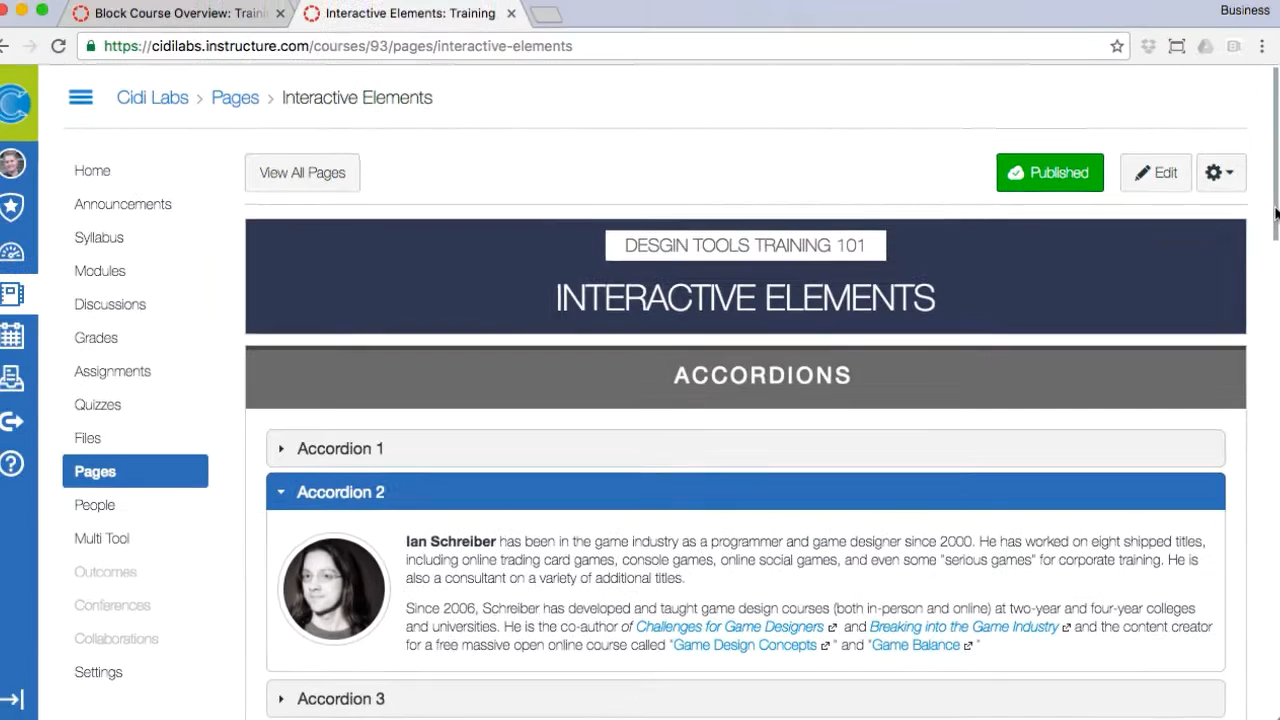 Block Course Overview: Traini
Interactive Elements: Training
Business
https://cidilabs.instructure.com/courses/93/pages/interactive-elements
Cidi Labs > Pages > Interactive Elements
Home
Announcements
Syllabus
Modules
Discussions
Grades
Assignments
Quizzes
Files
Pages
People
Multi Tool
Outcomes
Conferences
Collaborations
Settings
View All Pages
Published
Edit
DESGIN TOOLS TRAINING 101
INTERACTIVE ELEMENTS
ACCORDIONS
Accordion 1
Accordion 2
Ian Schreiber has been in the game industry as a programmer and game designer since 2000. He has worked on eight shipped titles,
including online trading card games, console games, online social games, and even some "serious games" for corporate training. He is
also a consultant on a variety of additional titles.
Since 2006, Schreiber has developed and taught game design courses (both in-person and online) at two-year and four-year colleges
and universities. He is the co-author of Challenges for Game Designers and Breaking into the Game Industry and the content creator
for a free massive open online course called "Game Design Concepts " and "Game Balance "
Accordion 3